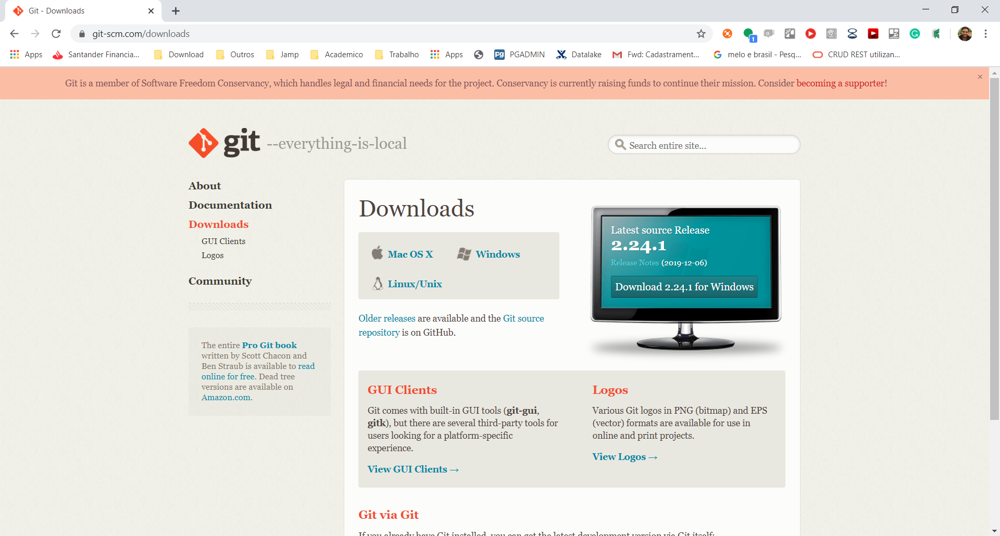 Git - Downloads
git-scm.com/downloads
1
Apps
Santander Financia...
Download
Outros
Jamp
Academico
Trabalho
Apps
pg PGADMIN
Datalake
Fwd: Cadastrament...
melo e brasil - Pesq...
CRUD REST utilizan...
Git is a member of Software Freedom Conservancy, which handles legal and financial needs for the project. Conservancy is currently raising funds to continue their mission. Consider becoming a supporter!
git --everything-is-local
Search entire site...
About
Documentation
Downloads
GUI Clients
Logos
Community
The entire Pro Git book
written by Scott Chacon and
Ben Straub is available to read
online for free. Dead tree
versions are available on
Amazon.com.
Downloads
Mac OS X
Windows
Linux/Unix
Older releases are available and the Git source
repository is on GitHub.
Latest source Release
2.24.1
Release Notes (2019-12-06)
Download 2.24.1 for Windows
GUI Clients
Git comes with built-in GUI tools (git-gui,
gitk), but there are several third-party tools for
users looking for a platform-specific
experience.
View GUI Clients →
Logos
Various Git logos in PNG (bitmap) and EPS
(vector) formats are available for use in
online and print projects.
View Logos →
Git via Git
If you already have Git installed, you can get the latest development version via Git itself: